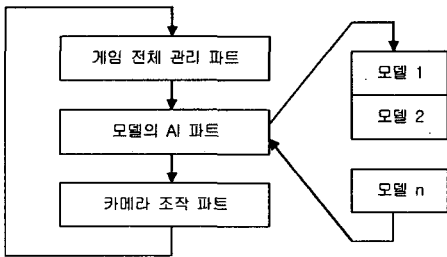 게임 전체 관리 파트
모델의 AI 파트
카메라 조작 파트
모델 1
모델 2
모델 n